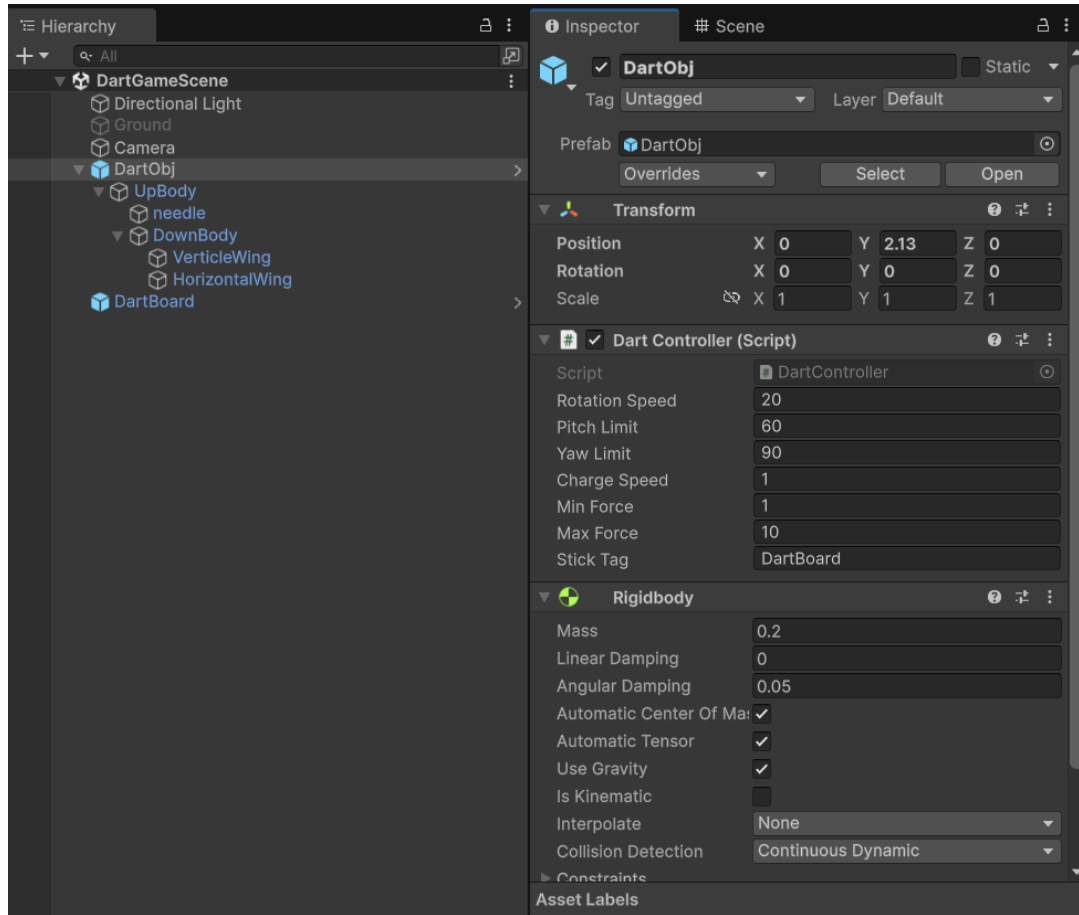 Hierarchy
All
DartGameScene
Directional Light
Ground
Camera
DartObj
UpBody
needle
DownBody
VerticleWing
HorizontalWing
DartBoard
Inspector
Scene
DartObj
Static
Tag Untagged
Layer Default
Prefab DartObj
Overrides
Select
Open
Transform
Position X 0 Y 2.13 Z 0
Rotation X 0 Y 0 Z 0
Scale X 1 Y 1 Z 1
Dart Controller (Script)
Script DartController
Rotation Speed 20
Pitch Limit 60
Yaw Limit 90
Charge Speed 1
Min Force 1
Max Force 10
Stick Tag DartBoard
Rigidbody
Mass 0.2
Linear Damping 0
Angular Damping 0.05
Automatic Center Of Mas
Automatic Tensor
Use Gravity
Is Kinematic
Interpolate None
Collision Detection Continuous Dynamic
Constraints
Asset Labels